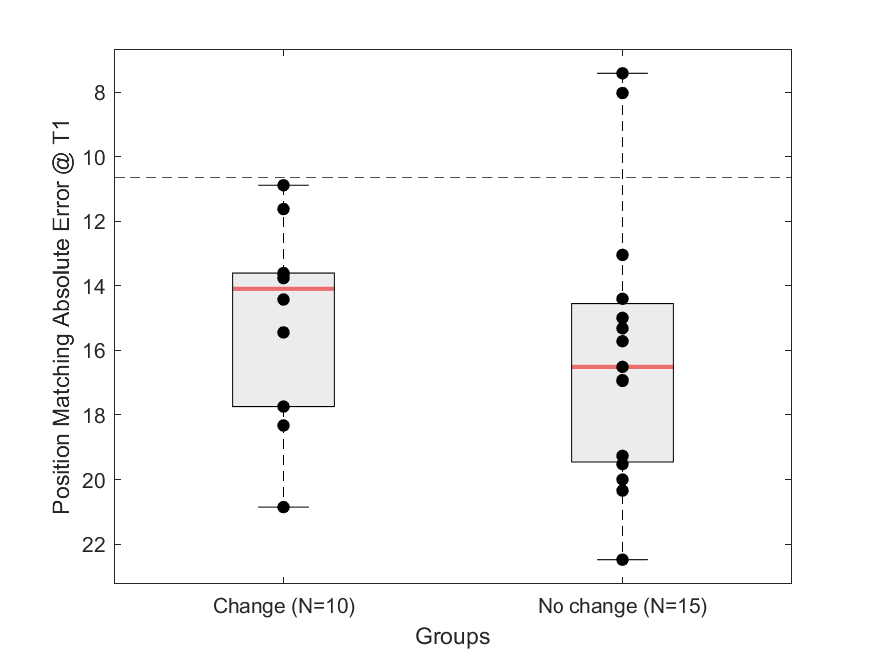 Position Matching Absolute Error @ T1
8
10
12
14
16
18
20
22
Change (N=10)
No change (N=15)
Groups